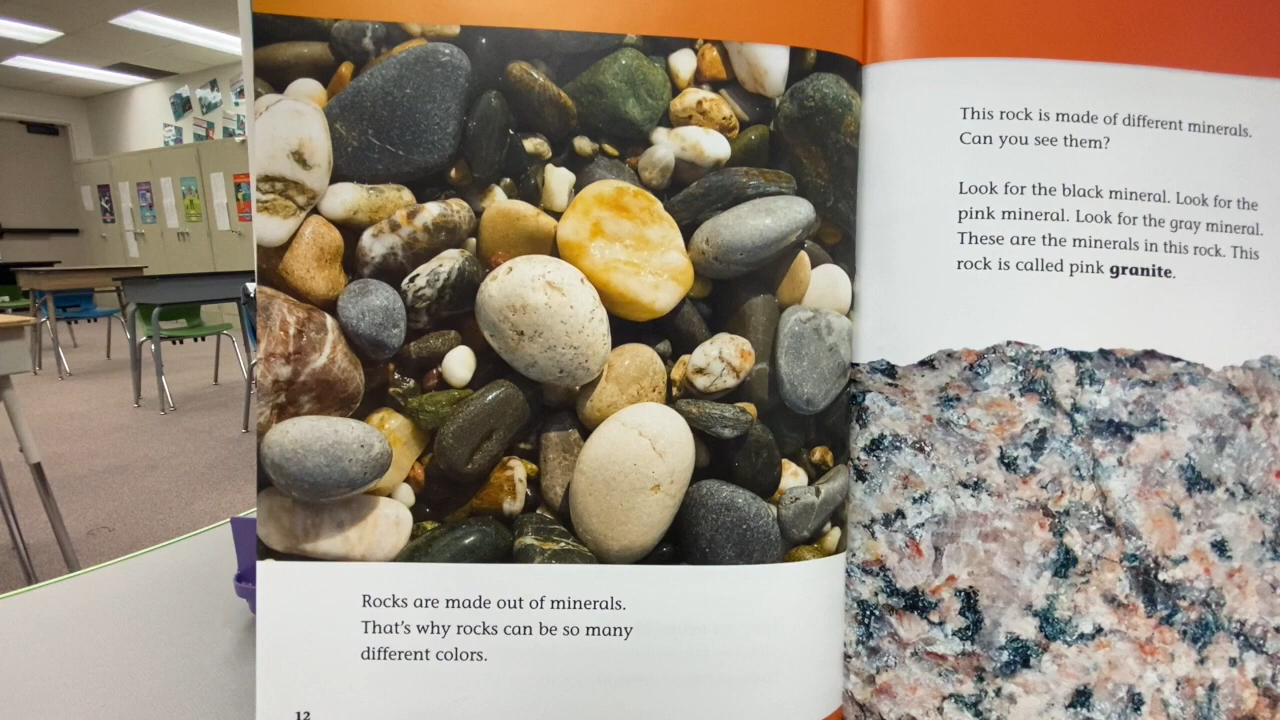 Rocks are made out of minerals.
That's why rocks can be so many
different colors.
12
This rock is made of different minerals.
Can you see them?
Look for the black mineral. Look for the
pink mineral. Look for the gray mineral.
These are the minerals in this rock. This
rock is called pink granite.